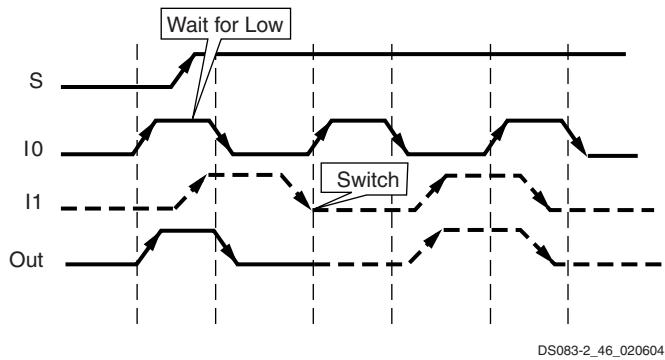 Wait for Low
S
I0
I1
Switch
Out
DS083-2_46_020604